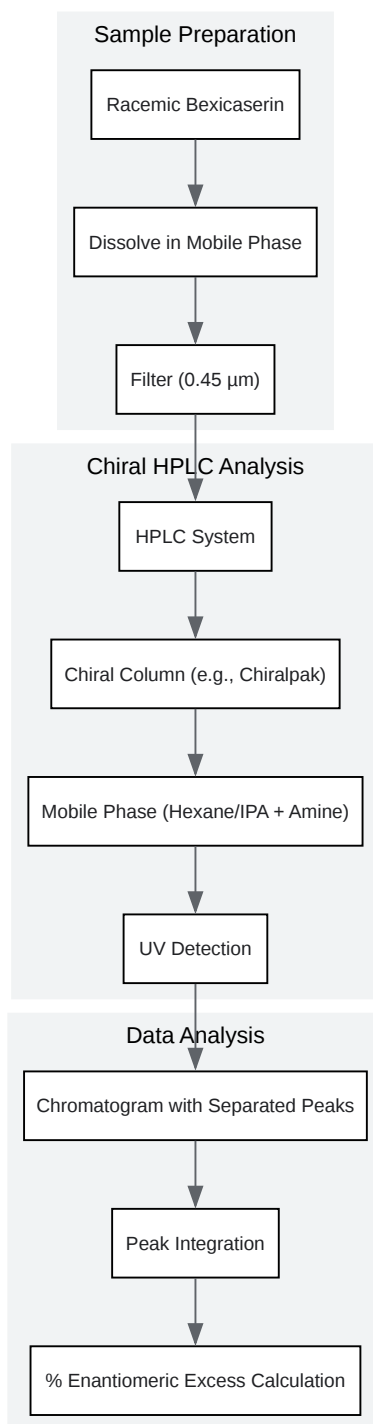 Sample Preparation
Racemic Bexicaserin
Dissolve in Mobile Phase
Filter (0.45 µm)
Chiral HPLC Analysis
HPLC System
Chiral Column (e.g., Chiralpak)
Mobile Phase (Hexane/IPA + Amine)
UV Detection
Data Analysis
Chromatogram with Separated Peaks
Peak Integration
% Enantiomeric Excess Calculation